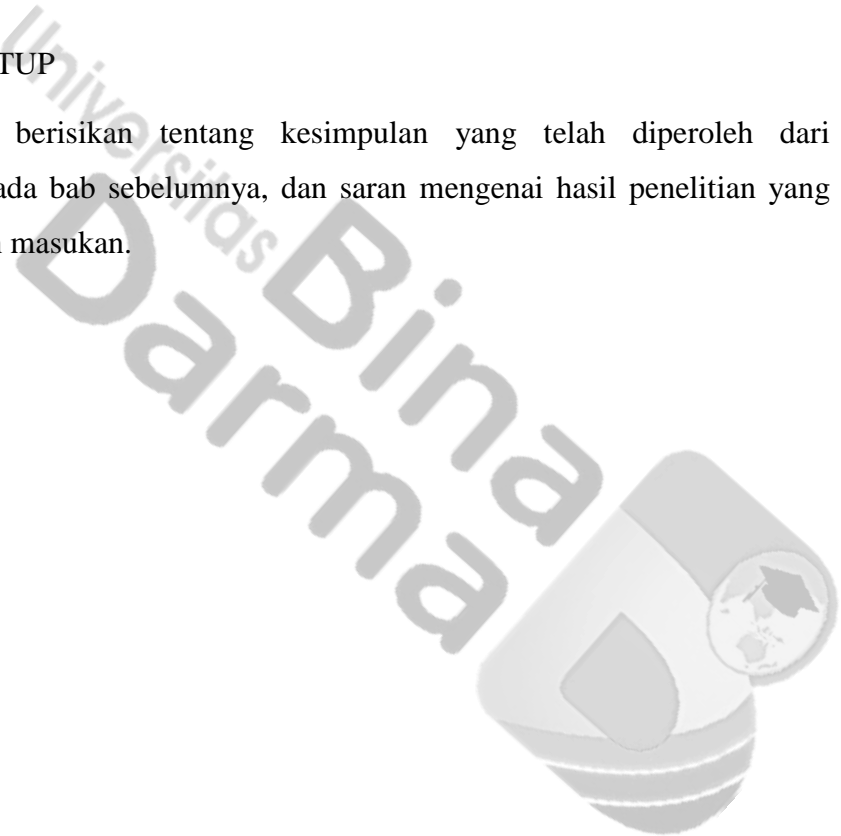 TUP
berisikan tentang kesimpulan yang telah diperoleh dari
ada bab sebelumnya, dan saran mengenai hasil penelitian yang
masukan.
Universitas
Bina
Darma